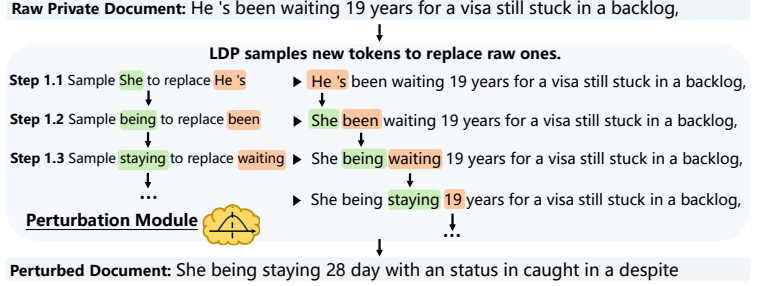 Raw Private Document: He 's been waiting 19 years for a visa still stuck in a backlog,
LDP samples new tokens to replace raw ones.
Step 1.1 Sample She to replace He 's
He 's been waiting 19 years for a visa still stuck in a backlog,
Step 1.2 Sample being to replace been
She been waiting 19 years for a visa still stuck in a backlog,
Step 1.3 Sample staying to replace waiting
She being waiting 19 years for a visa still stuck in a backlog,
...
She being staying 19 years for a visa still stuck in a backlog,
...
Perturbation Module
Perturbed Document: She being staying 28 day with an status in caught in a despite